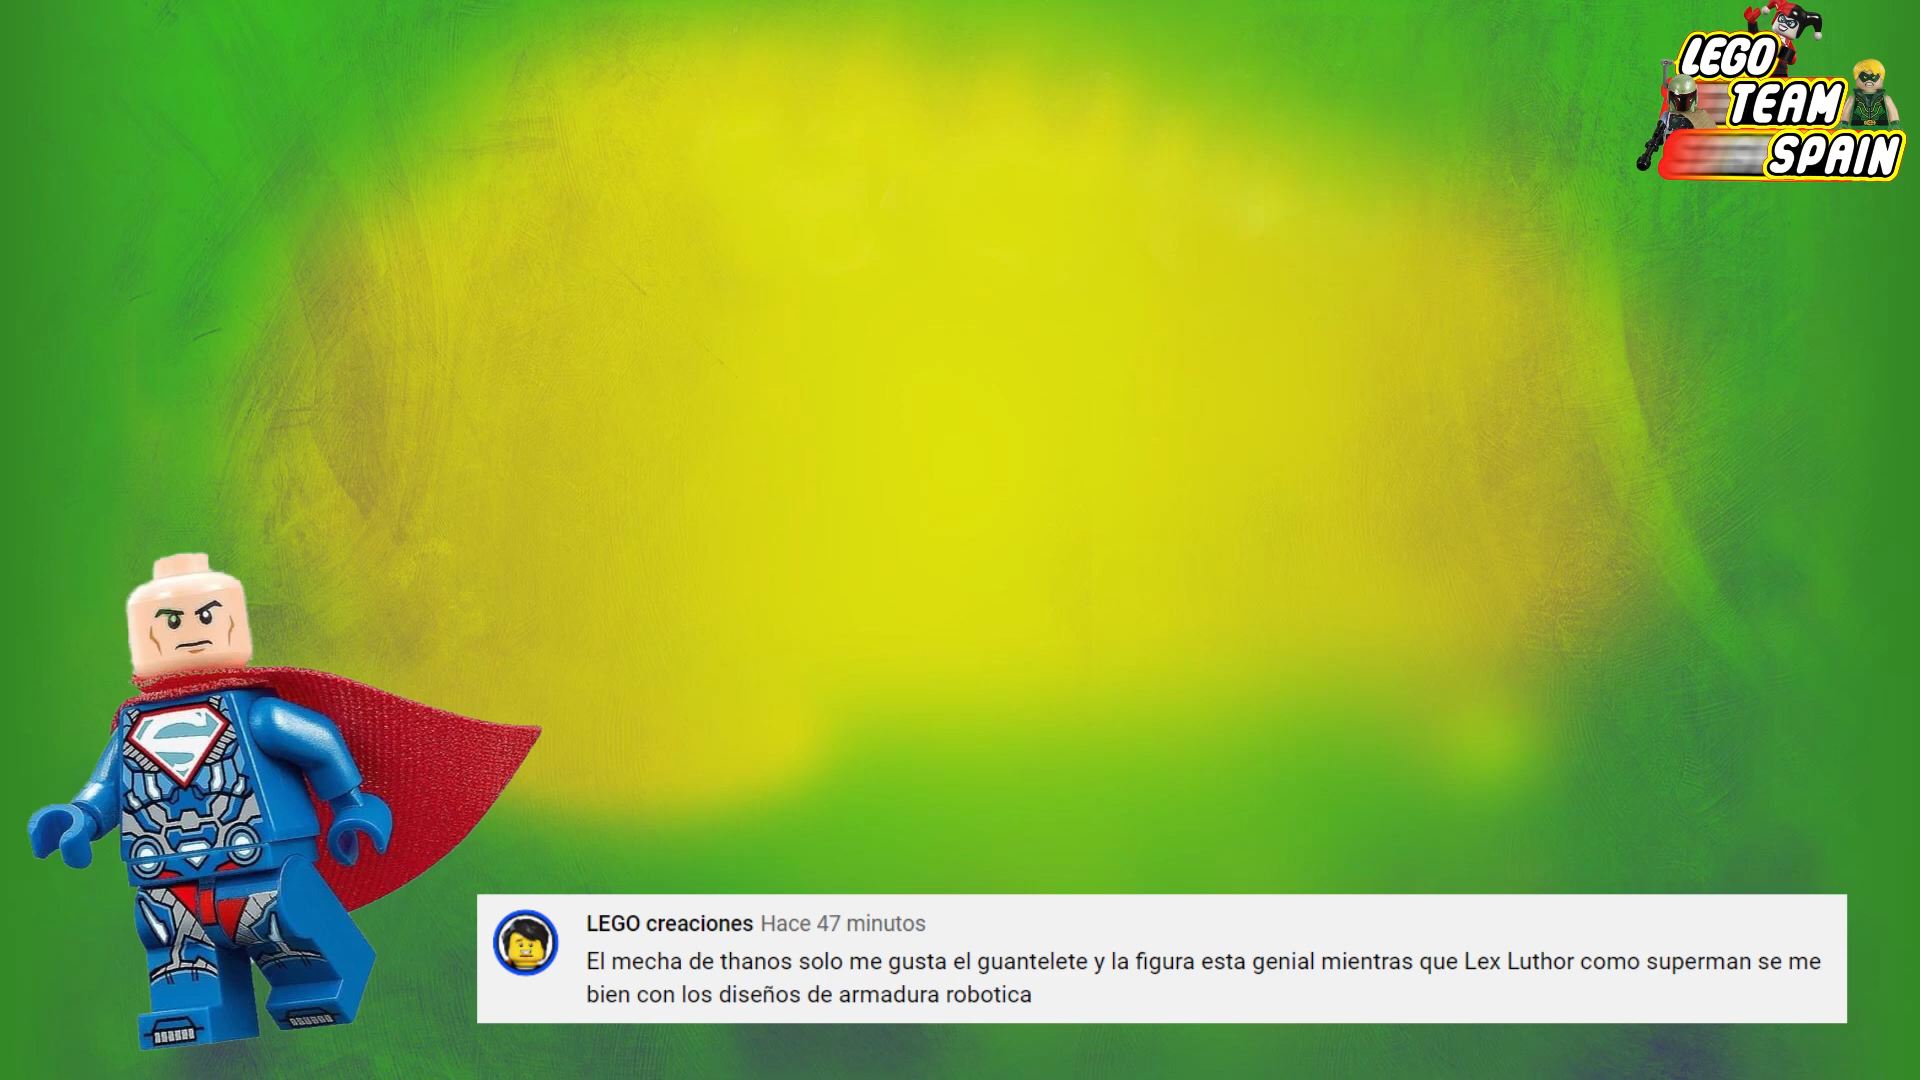 LEGO
TEAM
SPAIN
LEGO creaciones Hace 47 minutos
El mecha de thanos solo me gusta el guantelete y la figura esta genial mientras que Lex Luthor como superman se me
bien con los diseños de armadura robotica